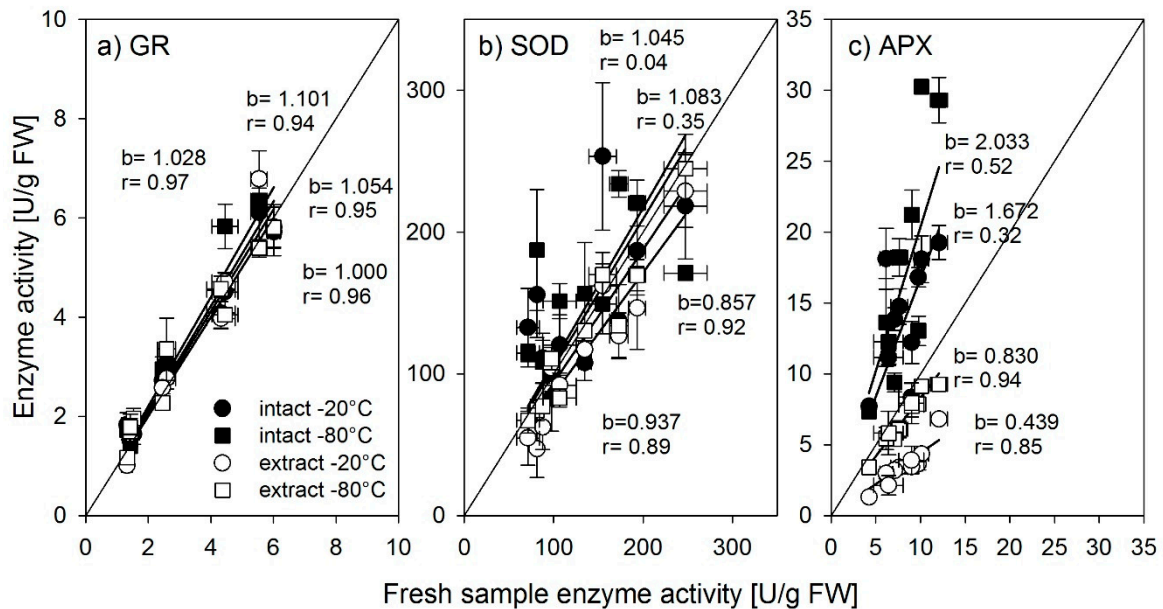 a) GR
b= 1.101
r= 0.94
b= 1.028
r= 0.97
b= 1.054
r= 0.95
b= 1.000
r= 0.96
intact -20°C
intact -80°C
extract -20°C
extract -80°C
10
8
6
4
2
0
0 2 4 6 8 10
Enzyme activity [U/g FW]
b) SOD
b= 1.045
r= 0.04
b= 1.083
r= 0.35
b=0.857
r= 0.92
b=0.937
r= 0.89
300
200
100
0
0 100 150 200 250 300
c) APX
b= 2.033
r= 0.52
b= 1.672
r= 0.32
b= 0.830
r= 0.94
b= 0.439
r= 0.85
35
30
25
20
15
10
5
0
0 5 10 15 20 25 30 35
Fresh sample enzyme activity [U/g FW]